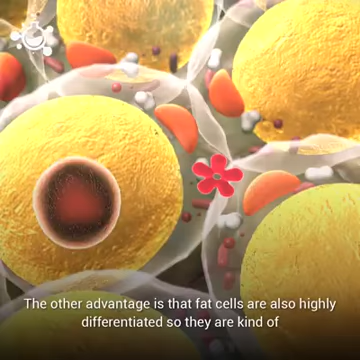 The other advantage is that fat cells are also highly
differentiated so they are kind of